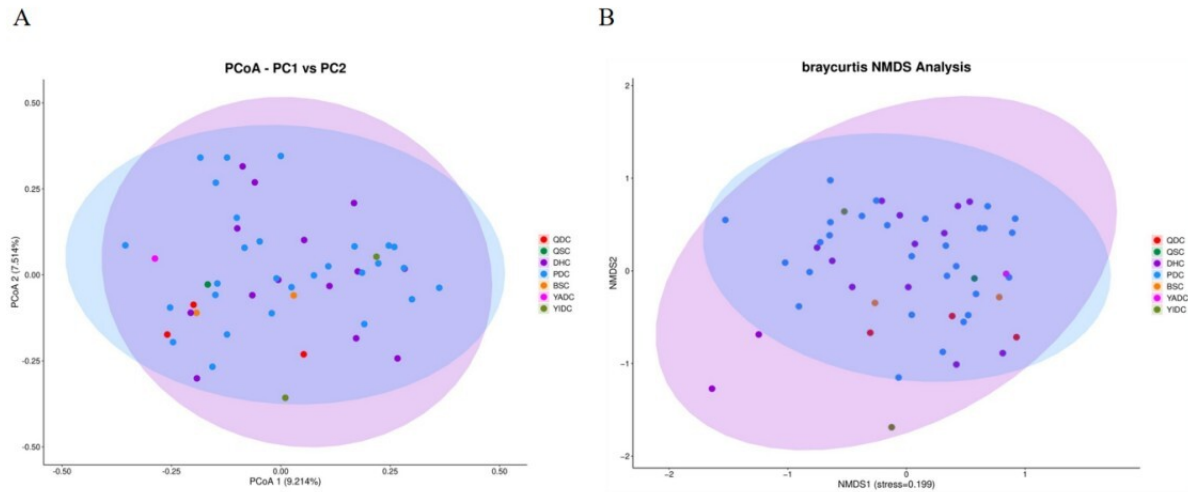 A
B
PCoA - PC1 vs PC2
PCoA 2 (7.514%)
0.50
0.25
0.00
-0.25
-0.50
-0.50
-0.25
0.00
0.25
0.50
PCoA 1 (9.214%)
QDC
QSC
DHC
PDC
BSC
YADC
YIDC
braycurtis NMDS Analysis
NMDS2
2
1
0
−1
−2
−2
−1
0
1
NMDS1 (stress=0.199)
QDC
QSC
DHC
PDC
BSC
YADC
YIDC